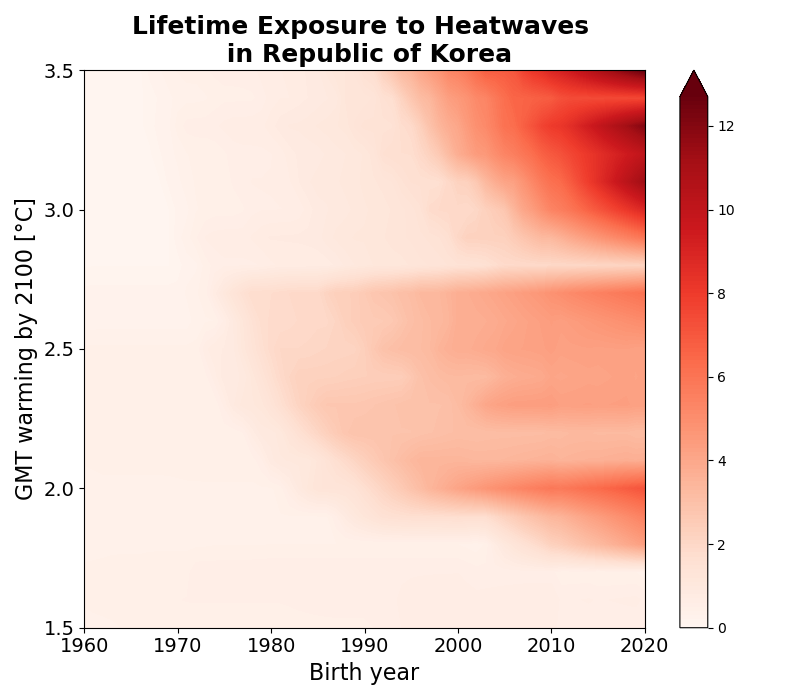 Lifetime Exposure to Heatwaves
in Republic of Korea
GMT warming by 2100 [°C]
3.5
3.0
2.5
2.0
1.5
1960 1970 1980 1990 2000 2010 2020
Birth year
12
10
8
6
4
2
0